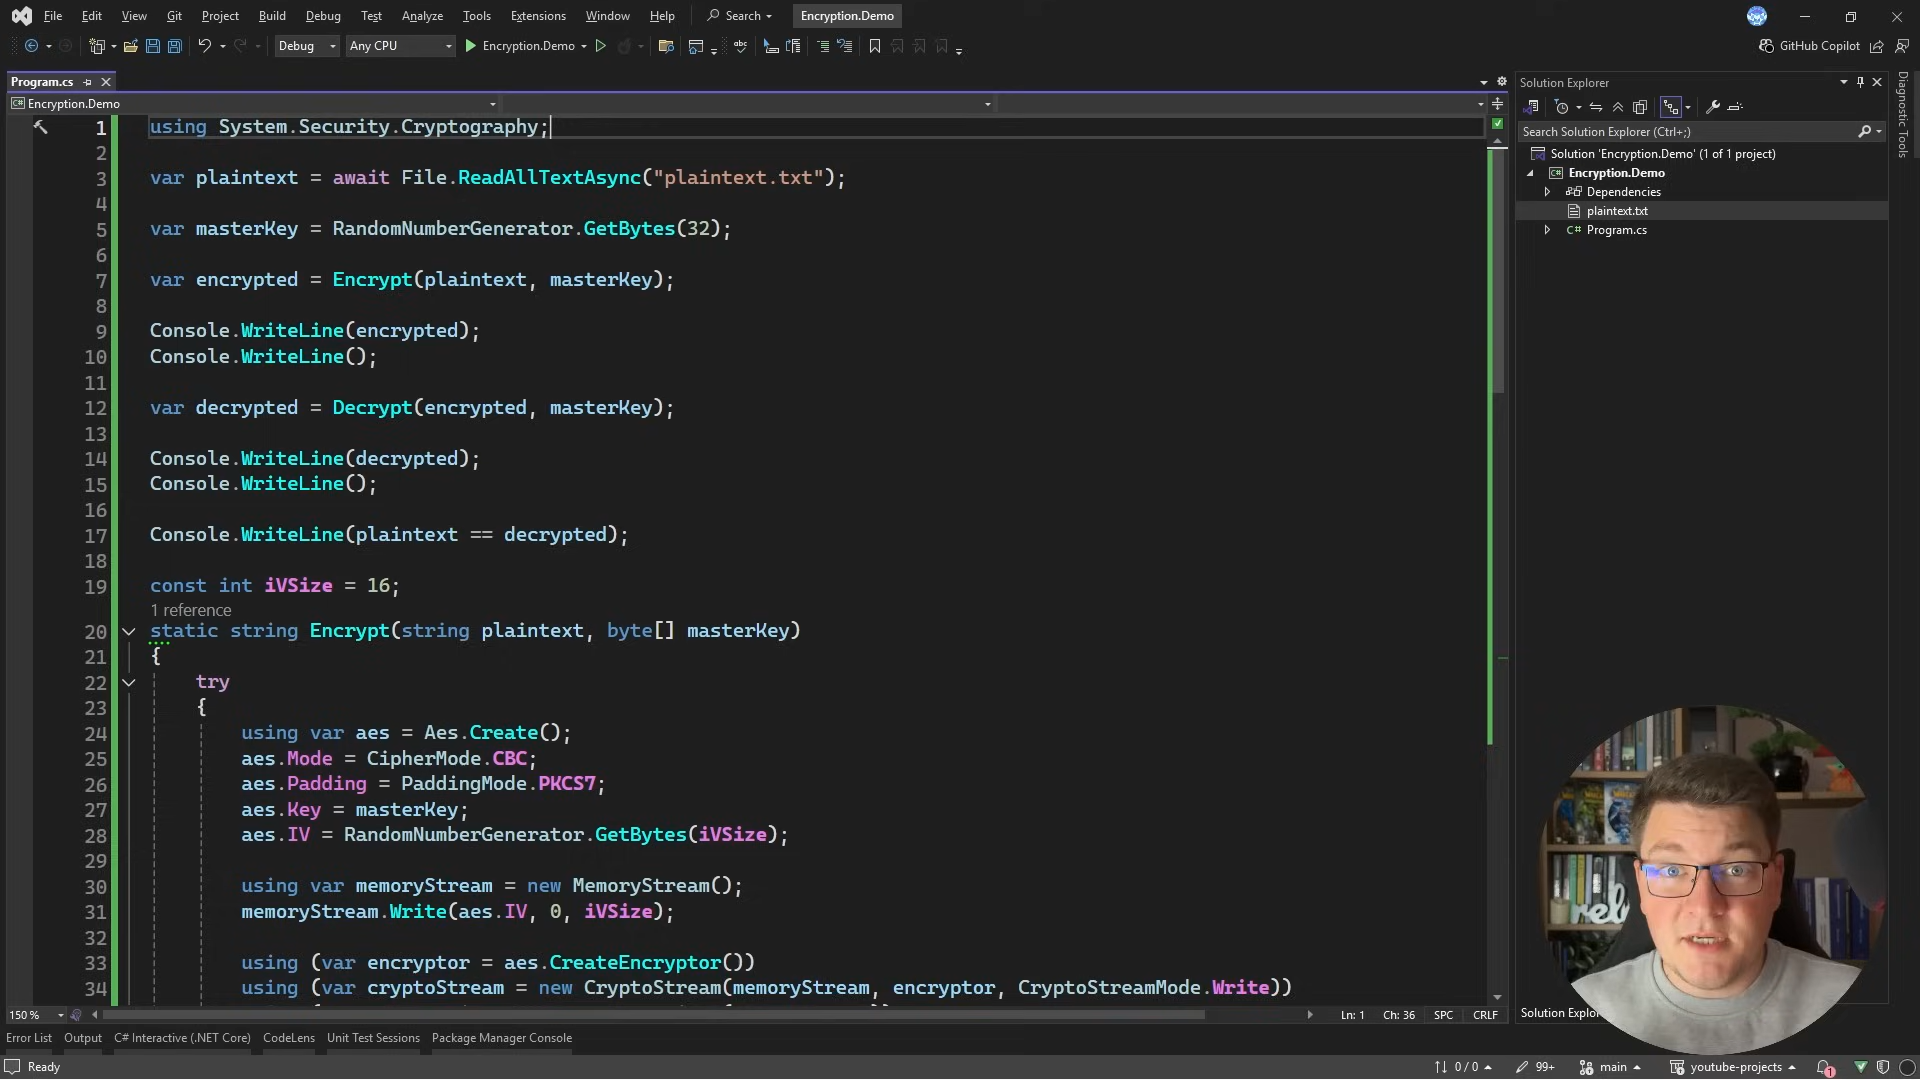 File Edit View Git Project Build Debug Test Analyze Tools Extensions Window Help Search Encryption.Demo
Debug Any CPU Encryption.Demo GitHub Copilot
Program.cs
Encryption.Demo
1 using System.Security.Cryptography;
2
3 var plaintext = await File.ReadAllTextAsync("plaintext.txt");
4
5 var masterKey = RandomNumberGenerator.GetBytes(32);
6
7 var encrypted = Encrypt(plaintext, masterKey);
8
9 Console.WriteLine(encrypted);
10 Console.WriteLine();
11
12 var decrypted = Decrypt(encrypted, masterKey);
13
14 Console.WriteLine(decrypted);
15 Console.WriteLine();
16
17 Console.WriteLine(plaintext == decrypted);
18
19 const int iVSize = 16;
1 reference
20 static string Encrypt(string plaintext, byte[] masterKey)
21 {
22 try
23 {
24 using var aes = Aes.Create();
25 aes.Mode = CipherMode.CBC;
26 aes.Padding = PaddingMode.PKCS7;
27 aes.Key = masterKey;
28 aes.IV = RandomNumberGenerator.GetBytes(iVSize);
29
30 using var memoryStream = new MemoryStream();
31 memoryStream.Write(aes.IV, 0, iVSize);
32
33 using (var encryptor = aes.CreateEncryptor())
34 using (var cryptoStream = new CryptoStream(memoryStream, encryptor, CryptoStreamMode.Write))
150 % Ln: 1 Ch: 36 SPC CRLF
Solution Explorer
Search Solution Explorer (Ctrl+;)
Solution 'Encryption.Demo' (1 of 1 project)
Encryption.Demo
Dependencies
plaintext.txt
C# Program.cs
Diagnostic Tools
Solution Explo
Error List Output C# Interactive (.NET Core) CodeLens Unit Test Sessions Package Manager Console
Ready 0 / 0 99+ main youtube-projects 1